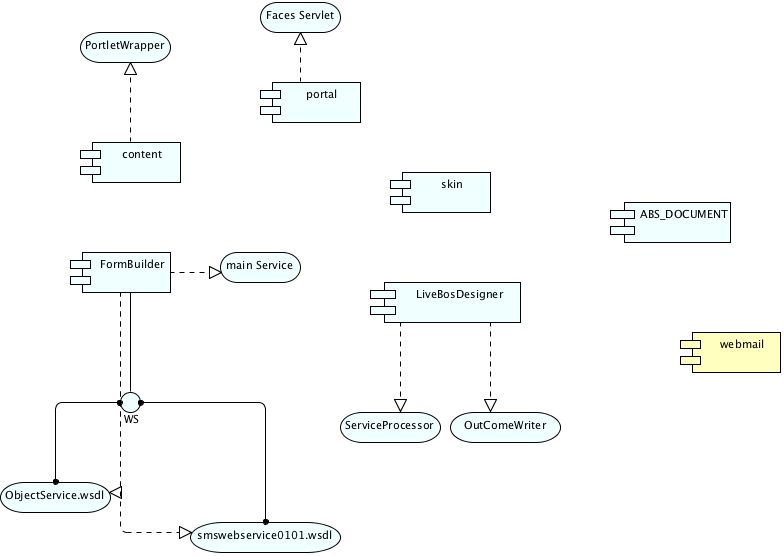 Faces Servlet
PortletWrapper
portal
content
skin
ABS_DOCUMENT
FormBuilder
main Service
LiveBosDesigner
webmail
WS
ServiceProcessor
OutComeWriter
ObjectService.wsdl
smswebservice0101.wsdl